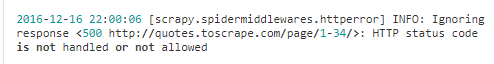 2016-12-16 22:00:06 [scrapy.spidermiddlewares.httperror] INFO: Ignoring
response <500 http://quotes.toscrape.com/page/1-34/>: HTTP status code
is not handled or not allowed